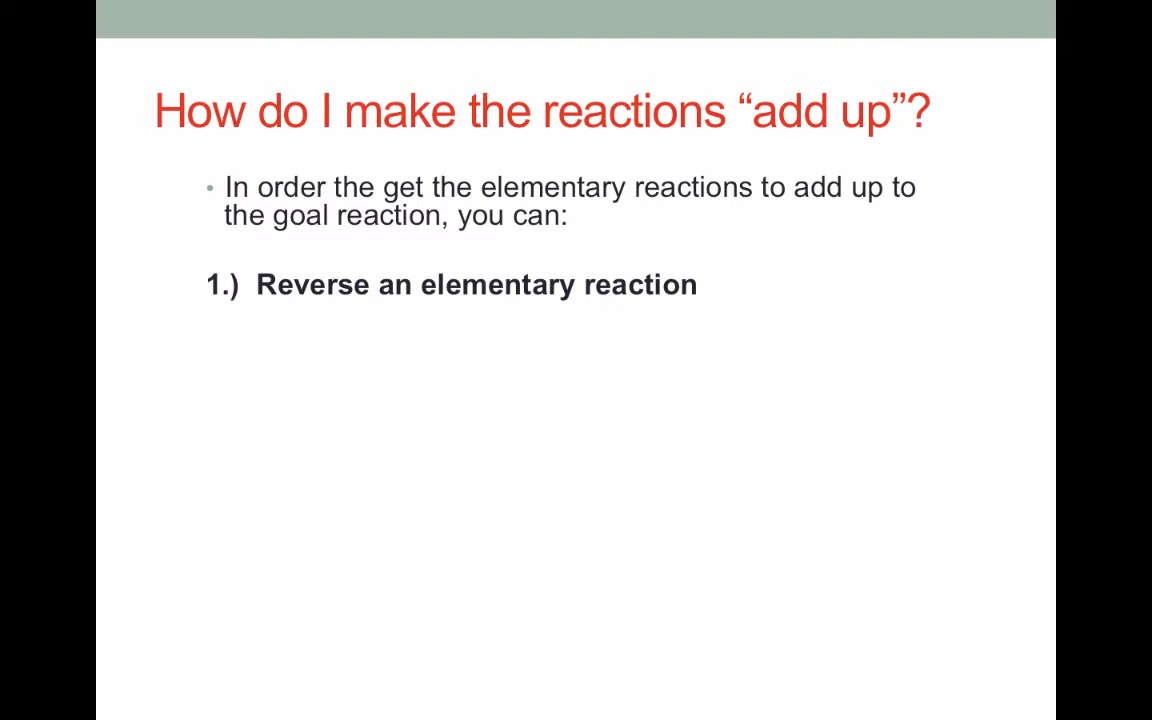 How do I make the reactions “add up”?
• In order the get the elementary reactions to add up to
the goal reaction, you can:
1.) Reverse an elementary reaction